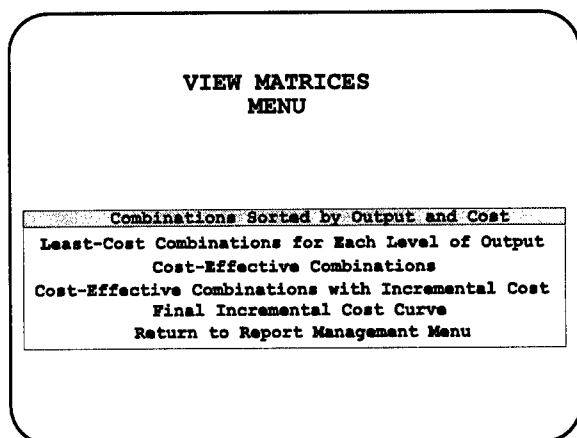 VIEW MATRICES
MENU
Combinations Sorted by Output and Cost
Least-Cost Combinations for Each Level of Output
Cost-Effective Combinations
Cost-Effective Combinations with Incremental Cost
Final Incremental Cost Curve
Return to Report Management Menu